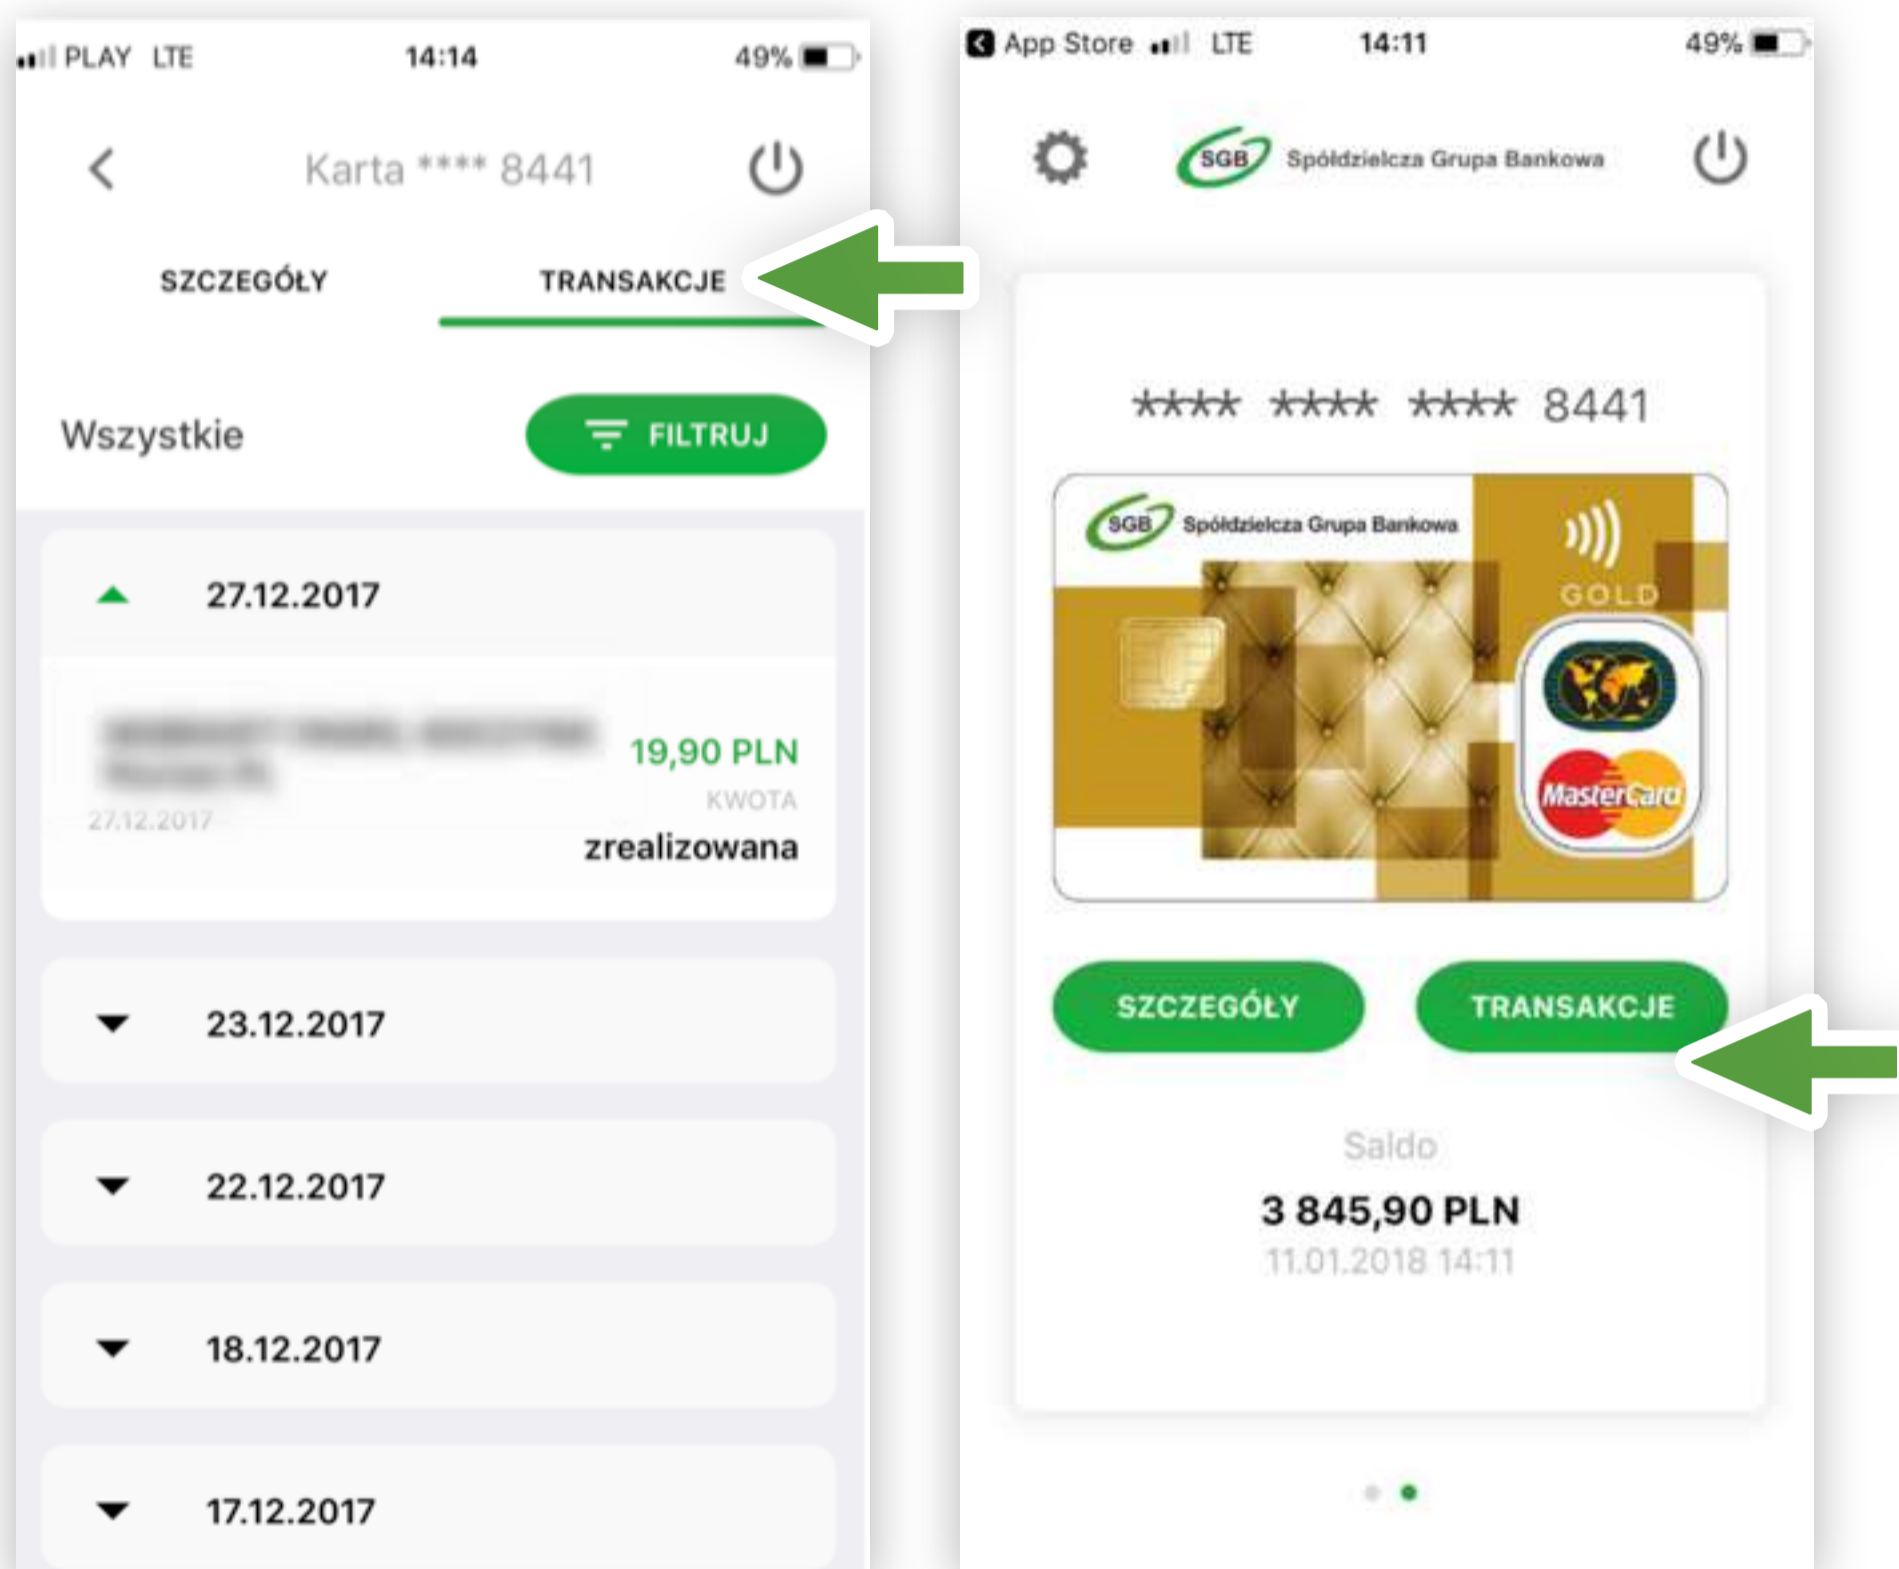 PLAY LTE 14:14 49%
Karta **** 8441
SZCZEGÓŁY TRANSAKCJE
Wszystkie FILTRUJ
27.12.2017
19,90 PLN
KWOTA
27.12.2017
zrealizowana
23.12.2017
22.12.2017
18.12.2017
17.12.2017
App Store LTE 14:11 49%
SGB Spółdzielcza Grupa Bankowa
**** **** **** 8441
SGB Spółdzielcza Grupa Bankowa
GOLD
MasterCard
SZCZEGÓŁY TRANSAKCJE
Saldo
3 845,90 PLN
11.01.2018 14:11